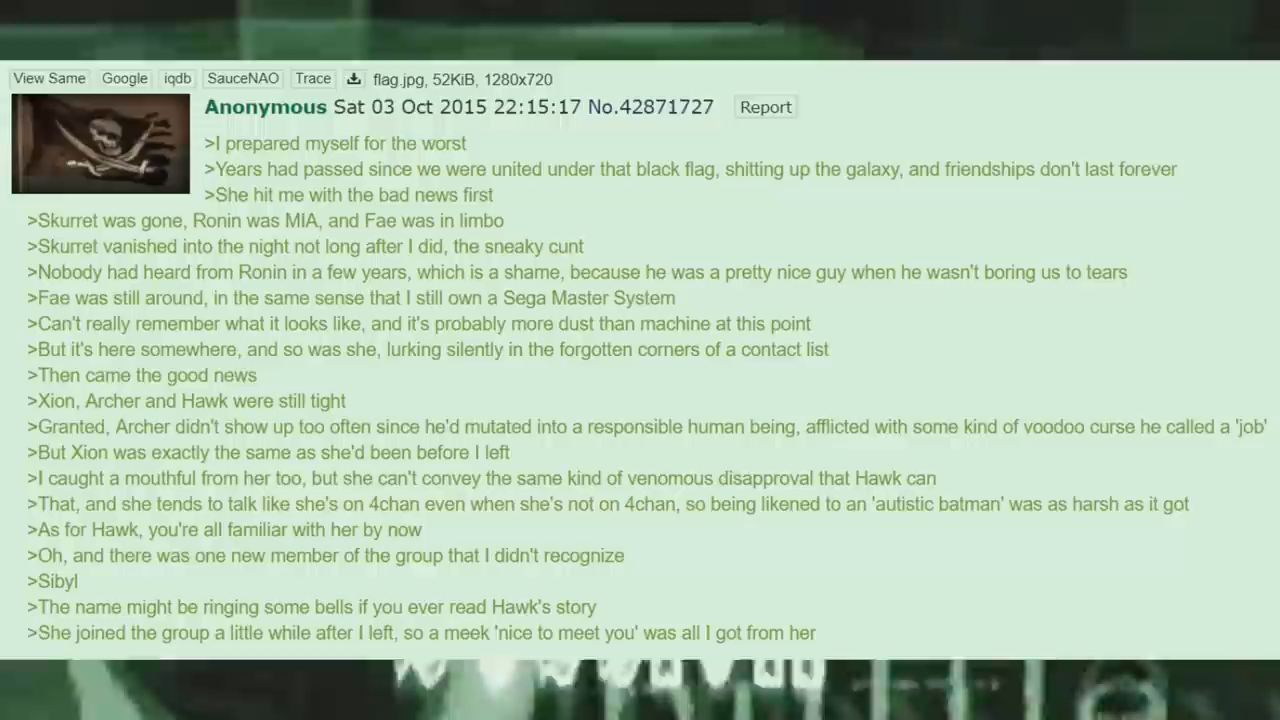 View Same Google iqdb SauceNAO Trace flag.jpg, 52KiB, 1280x720
Anonymous Sat 03 Oct 2015 22:15:17 No.42871727 Report
>I prepared myself for the worst
>Years had passed since we were united under that black flag, shitting up the galaxy, and friendships don't last forever
>She hit me with the bad news first
>Skurret was gone, Ronin was MIA, and Fae was in limbo
>Skurret vanished into the night not long after I did, the sneaky cunt
>Nobody had heard from Ronin in a few years, which is a shame, because he was a pretty nice guy when he wasn't boring us to tears
>Fae was still around, in the same sense that I still own a Sega Master System
>Can't really remember what it looks like, and it's probably more dust than machine at this point
>But it's here somewhere, and so was she, lurking silently in the forgotten corners of a contact list
>Then came the good news
>Xion, Archer and Hawk were still tight
>Granted, Archer didn't show up too often since he'd mutated into a responsible human being, afflicted with some kind of voodoo curse he called a 'job'
>But Xion was exactly the same as she'd been before I left
>I caught a mouthful from her too, but she can't convey the same kind of venomous disapproval that Hawk can
>That, and she tends to talk like she's on 4chan even when she's not on 4chan, so being likened to an 'autistic batman' was as harsh as it got
>As for Hawk, you're all familiar with her by now
>Oh, and there was one new member of the group that I didn't recognize
>Sibyl
>The name might be ringing some bells if you ever read Hawk's story
>She joined the group a little while after I left, so a meek 'nice to meet you' was all I got from her